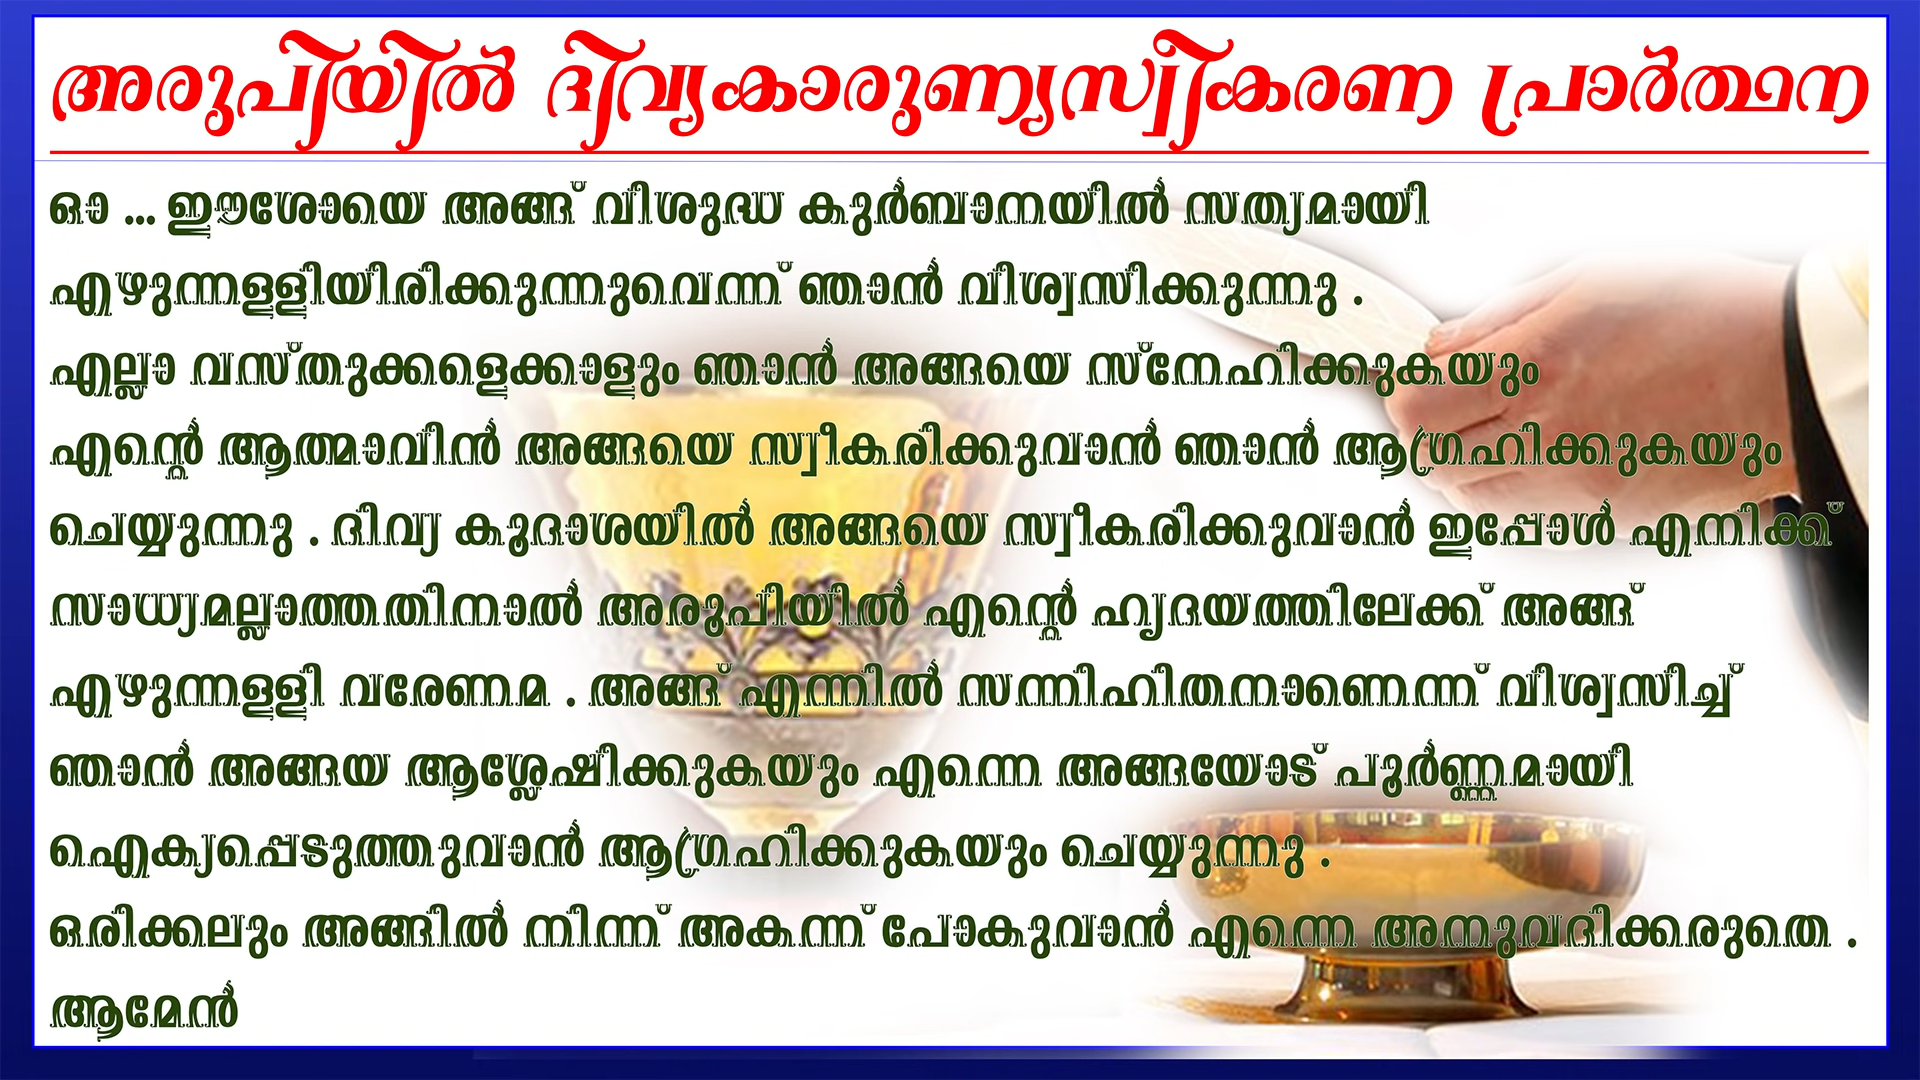 അരുപിയിൽ ദിവ്യകാരുണ്യസ്വീകരണ പ്രാർത്ഥന
ഓ ... ഈശോയെ അങ്ങ് വിശുദ്ധ കുർബാനയിൽ സത്യമായി
എഴുന്നള്ളിയിരിക്കുന്നുവെന്ന് ഞാൻ വിശ്വസിക്കുന്നു .
എല്ലാ വസ്തുക്കളെക്കാളും ഞാൻ അങ്ങയെ സ്നേഹിക്കുകയും
എന്റെ ആത്മാവിൻ അങ്ങയെ സ്വീകരിക്കുവാൻ ഞാൻ ആഗ്രഹിക്കുകയും
ചെയ്യുന്നു . ദിവ്യ കൂദാശയിൽ അങ്ങയെ സ്വീകരിക്കുവാൻ ഇപ്പോൾ എനിക്ക്
സാധ്യമല്ലാത്തതിനാൽ അരൂപിയിൽ എന്റെ ഹൃദയത്തിലേക്ക് അങ്ങ്
എഴുന്നള്ളി വരേണമ . അങ്ങ് എന്നിൽ സന്നിഹിതനാണെന്ന് വിശ്വസിച്ച്
ഞാൻ അങ്ങയ ആശ്ലേഷിക്കുകയും എന്നെ അങ്ങയോട് പൂർണ്ണമായി
ഐക്യപ്പെടുത്തുവാൻ ആഗ്രഹിക്കുകയും ചെയ്യുന്നു .
ഒരിക്കലും അങ്ങിൽ നിന്ന് അകന്ന് പോകുവാൻ എന്നെ അനുവദിക്കരുതെ .
ആമേൻ